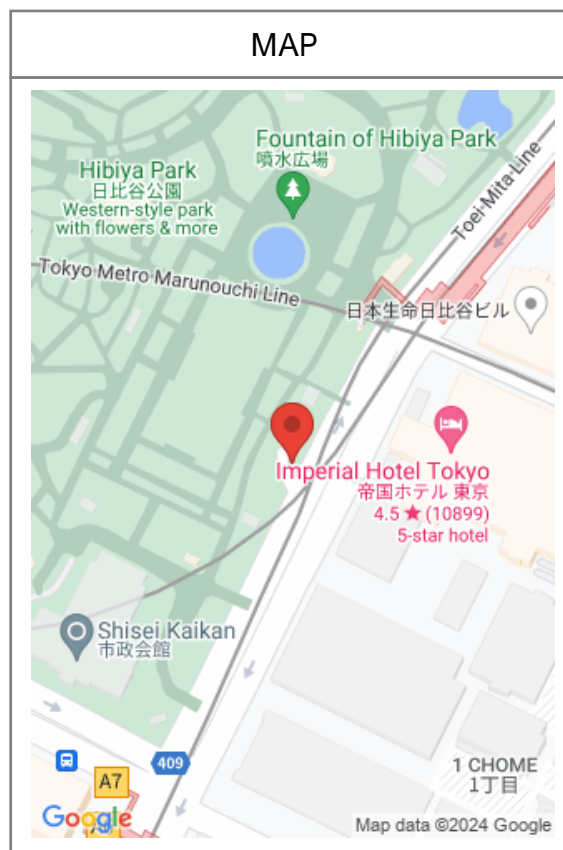 MAP
Fountain of Hibiya Park
噴水広場
Hibiya Park
日比谷公園
Western-style park
with flowers & more
Toei Mita Line
Tokyo Metro Marunouchi Line
日本生命日比谷ビル
Imperial Hotel Tokyo
帝国ホテル 東京
4.5 ★ (10899)
5-star hotel
Shisei Kaikan
市政会館
409
1 CHOME
1丁目
A7
Google
Map data ©2024 Google